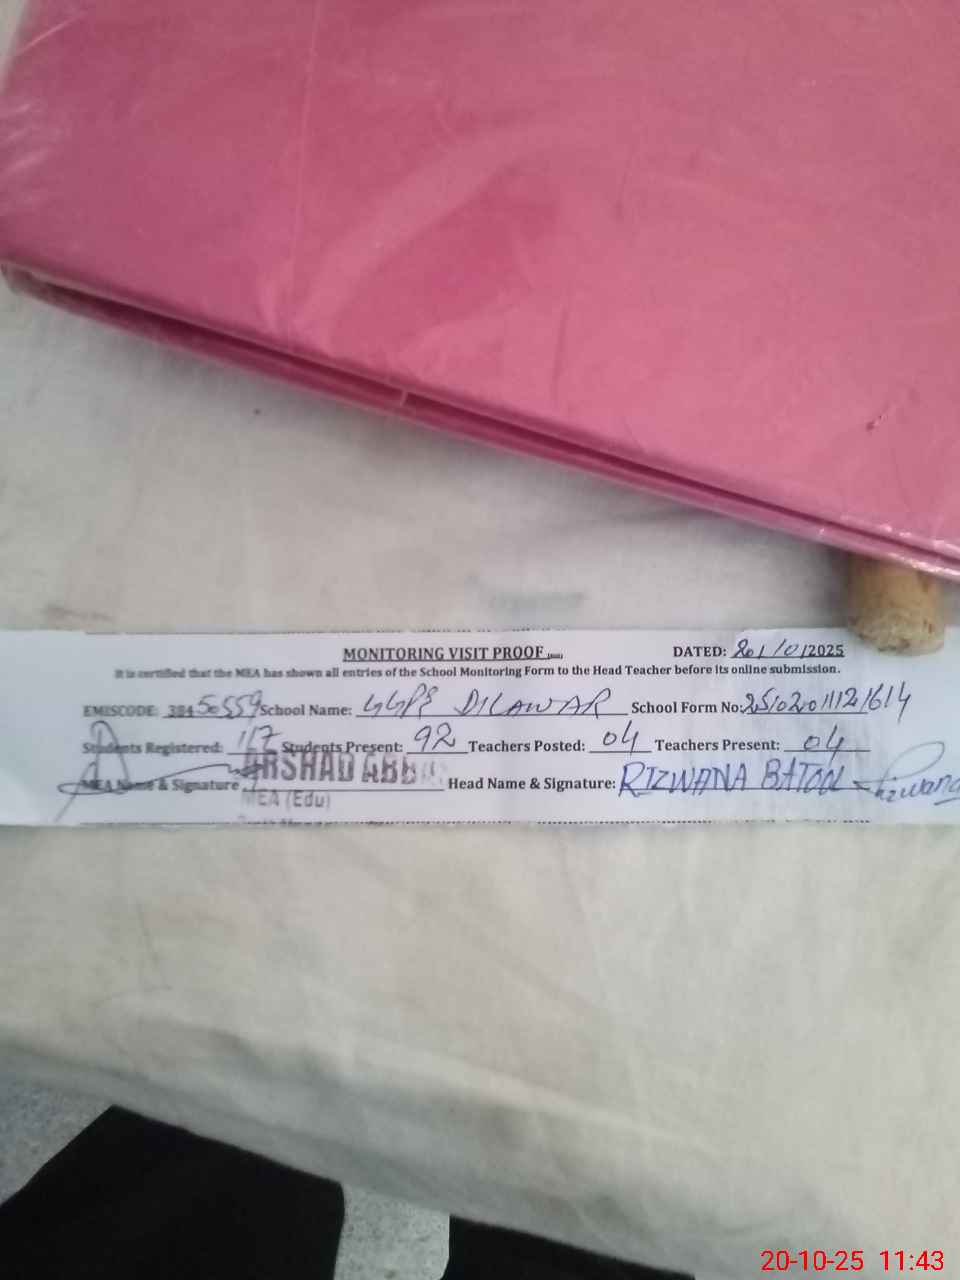 MONITORING VISIT PROOF DATED: 20/10/2025
It is certified that the MEA has shown all entries of the School Monitoring Form to the Head Teacher before its online submission.
EMISCODE: 38450559 School Name: GGPS DILAWAR School Form No: 25102011121614
Students Registered: 117 Students Present: 92 Teachers Posted: 04 Teachers Present: 04
MEA Name & Signature ARSHAD ABB Head Name & Signature: RIZWANA BATOOL Rizwana
MEA (Edu)
20-10-25 11:43